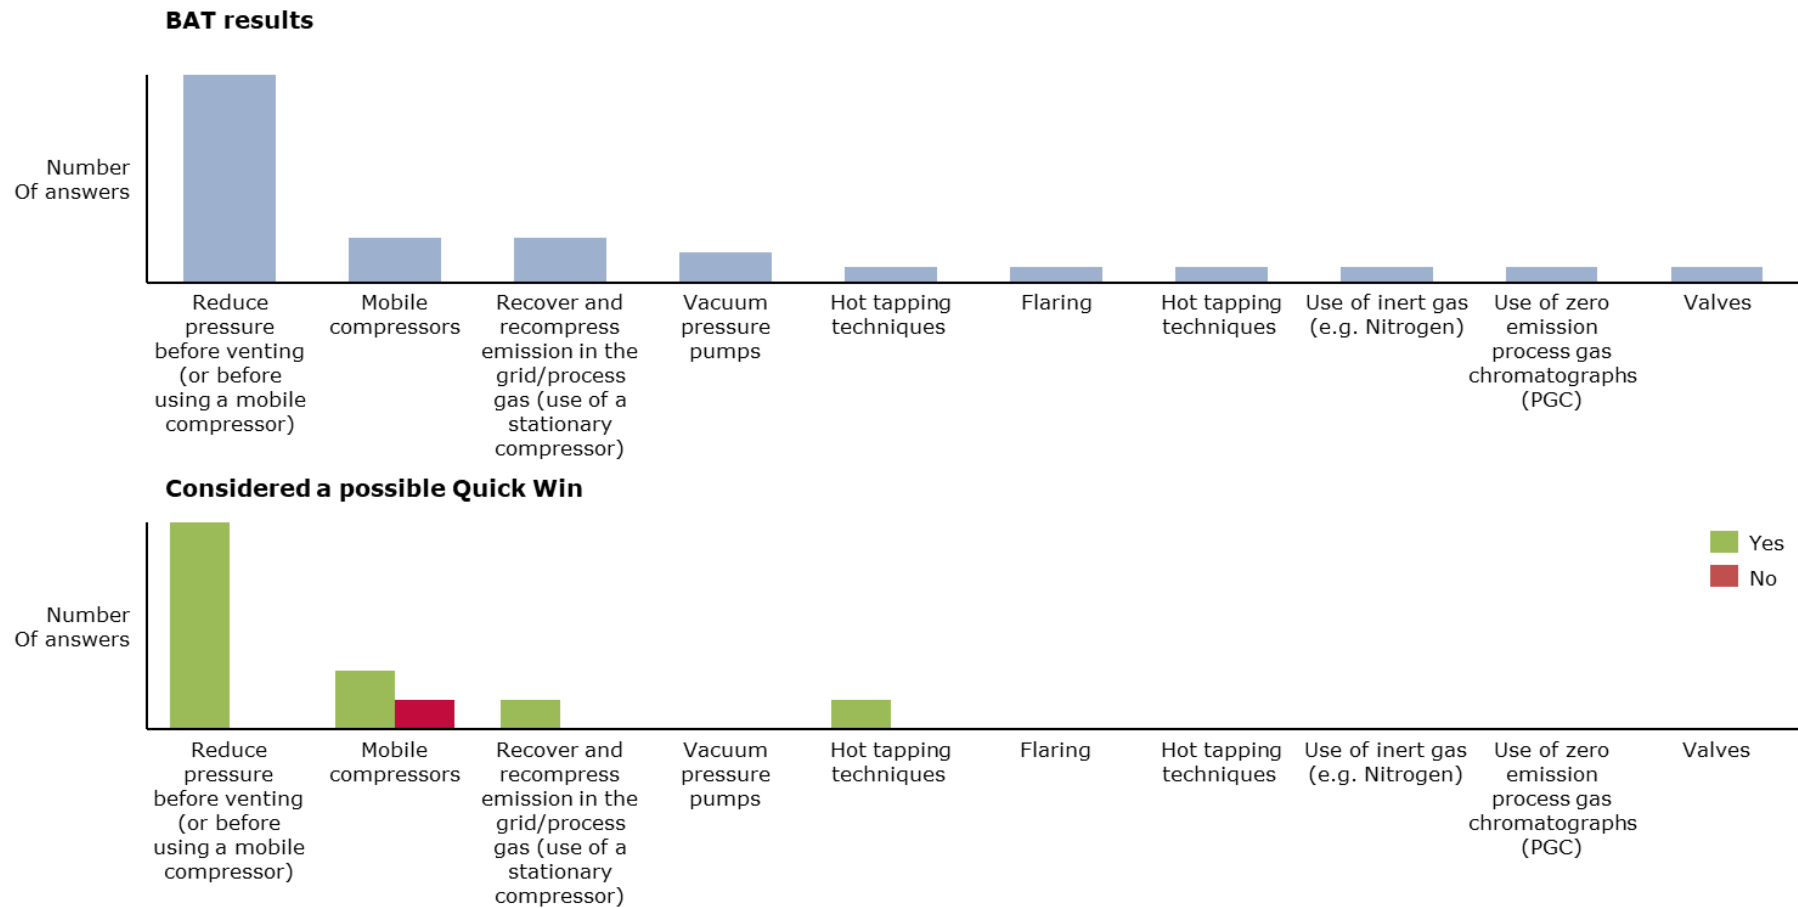 BAT results
Number
Of answers
Reduce
pressure
before venting
(or before
using a mobile
compressor)
Mobile
compressors
Recover and
recompress
emission in the
grid/process
gas (use of a
stationary
compressor)
Vacuum
pressure
pumps
Hot tapping
techniques
Flaring
Hot tapping
techniques
Use of inert gas
(e.g. Nitrogen)
Use of zero
emission
process gas
chromatographs
(PGC)
Valves
Considered a possible Quick Win
Yes
No
Number
Of answers
Reduce
pressure
before venting
(or before
using a mobile
compressor)
Mobile
compressors
Recover and
recompress
emission in the
grid/process
gas (use of a
stationary
compressor)
Vacuum
pressure
pumps
Hot tapping
techniques
Flaring
Hot tapping
techniques
Use of inert gas
(e.g. Nitrogen)
Use of zero
emission
process gas
chromatographs
(PGC)
Valves